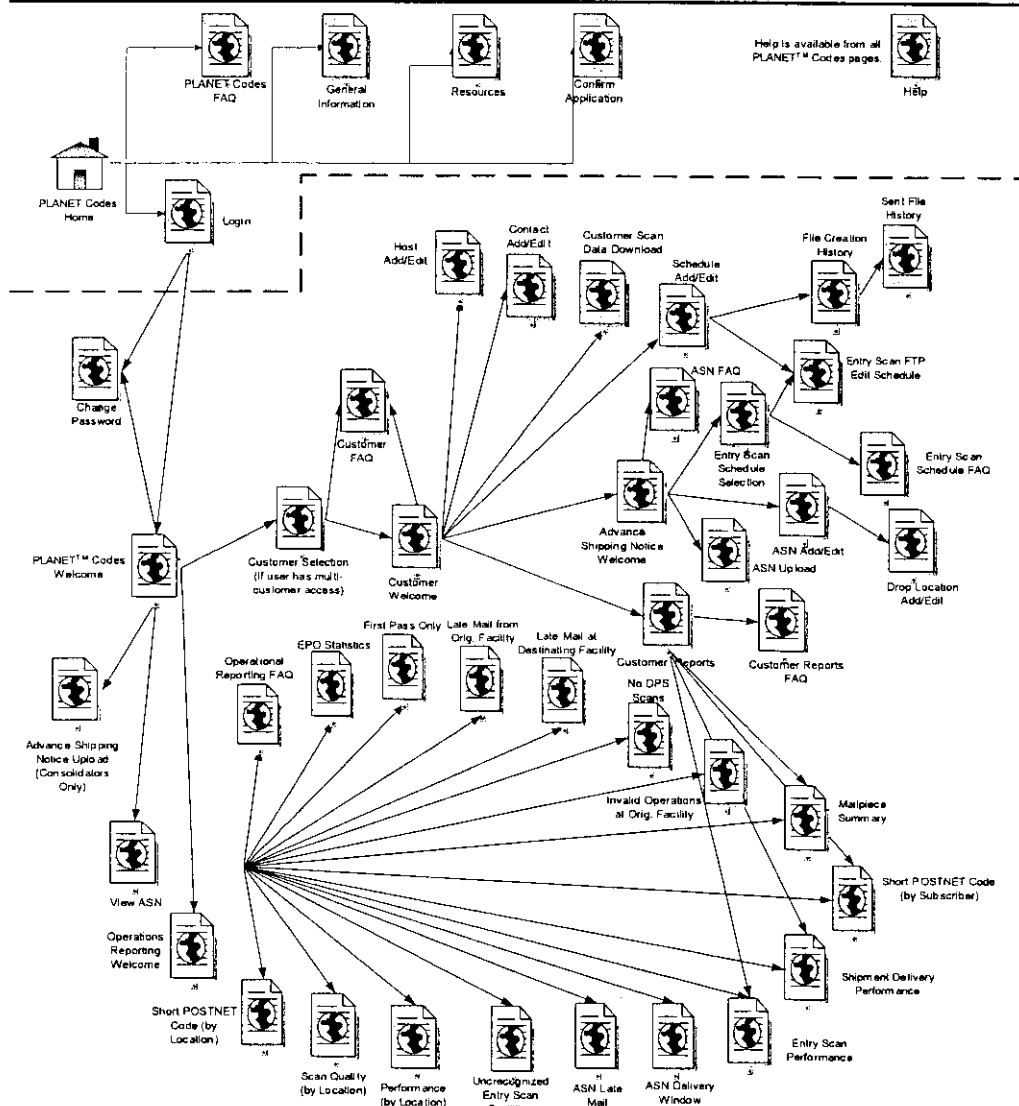 Help is available from all
PLANET™ Codes pages.
PLANET Codes
FAQ
General
Information
Resources
Confirm
Application
Help
PLANET Codes
Home
Login
Host
Add/Edit
Contact
Add/Edit
Customer Scan
Data Download
Schedule
Add/Edit
File Creation
History
Sent File
History
Change
Password
Customer
FAQ
ASN FAQ
Entry Scan FTP
Edit Schedule
Entry Scan
Schedule
Selection
Entry Scan
Schedule FAQ
PLANET™ Codes
Welcome
Customer Selection
(If user has multi-
customer access)
Customer
Welcome
Advance
Shipping Notice
Welcome
ASN Upload
ASN Add/Edit
Drop Location
Add/Edit
Customer Reports
Customer Reports
FAQ
Operational
Reporting FAQ
EPO Statistics
First Pass Only
Late Mail from
Orig. Facility
Late Mail at
Destinating Facility
No DPS
Scans
Advance Shipping
Notice Upload
(Consolidators
Only)
Invalid Operations
at Orig. Facility
Mailpiece
Summary
View ASN
Short POSTNET Code
(by Subscriber)
Operations
Reporting
Welcome
Shipment Delivery
Performance
Short POSTNET
Code (by
Location)
Scan Quality
(by Location)
Performance
(by Location)
Uncrecognized
Entry Scan
ASN Late
Mail
ASN Delivery
Window
Entry Scan
Performance